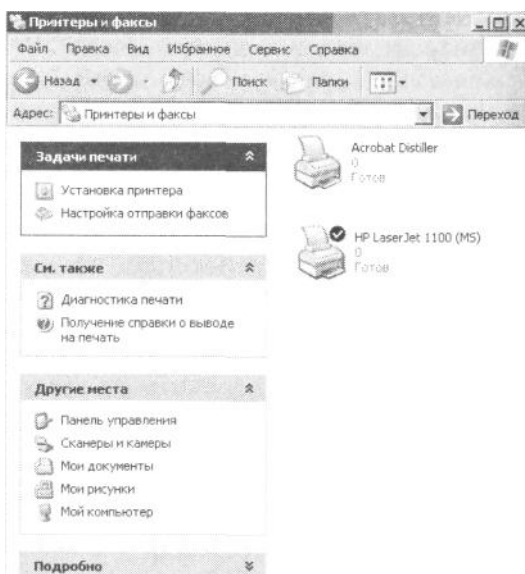 Принтеры и факсы
Файл Правка Вид Избранное Сервис Справка
Назад Поиск Папки
Адрес: Принтеры и факсы Переход
Задачи печати
Установка принтера
Настройка отправки факсов
См. также
Диагностика печати
Получение справки о выводе
на печать
Другие места
Панель управления
Сканеры и камеры
Мои документы
Мои рисунки
Мой компьютер
Подробно
Acrobat Distiller
0
Готов
HP LaserJet 1100 (MS)
0
Готов